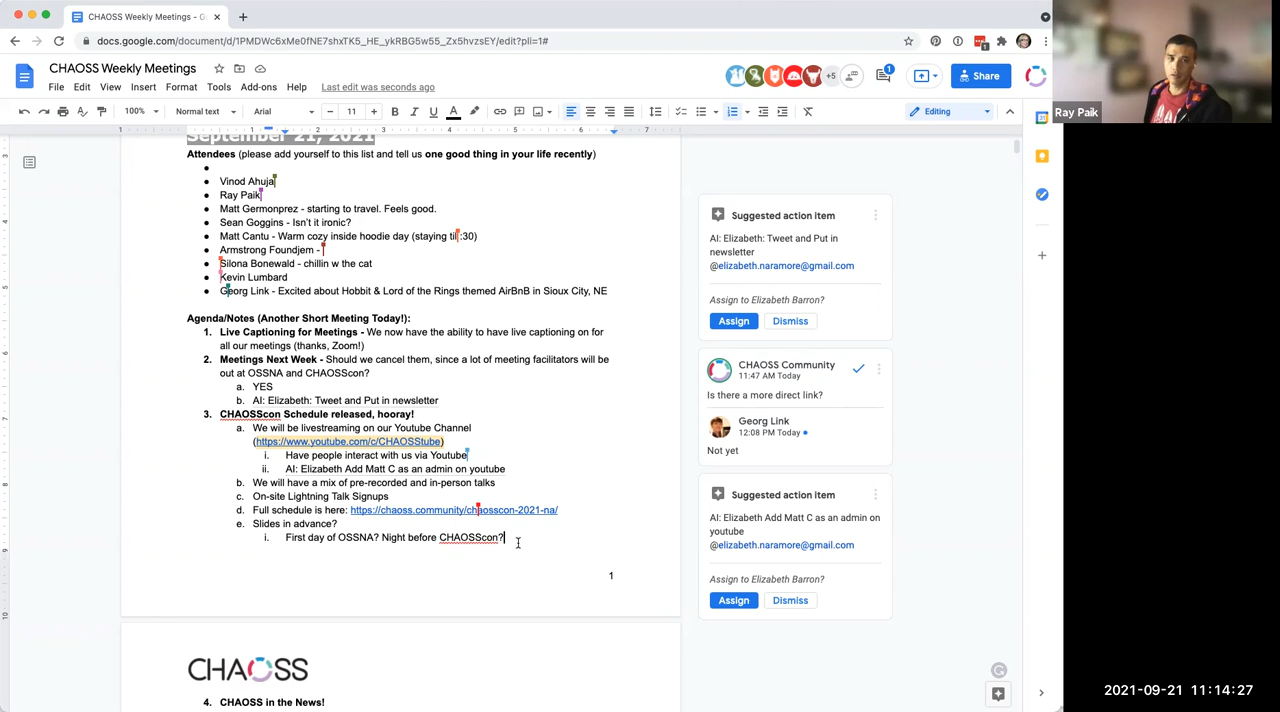 CHAOSS Weekly Meetings - G
docs.google.com/document/d/1PMDWc6xMe0fNE7shxTK5_HE_ykRBG5w55_Zx5hvzsEY/edit?pli=1#
CHAOSS Weekly Meetings
File Edit View Insert Format Tools Add-ons Help Last edit was seconds ago
+5
1
Share
Ray Paik
100% Normal text Arial 11 Editing
September 21, 2021
Attendees (please add yourself to this list and tell us one good thing in your life recently)
Vinod Ahuja
Ray Paik
Matt Germonprez - starting to travel. Feels good.
Sean Goggins - Isn't it ironic?
Matt Cantu - Warm cozy inside hoodie day (staying til :30)
Armstrong Foundjem -
Silona Bonewald - chillin w the cat
Kevin Lumbard
Georg Link - Excited about Hobbit & Lord of the Rings themed AirBnB in Sioux City, NE
Agenda/Notes (Another Short Meeting Today!):
1. Live Captioning for Meetings - We now have the ability to have live captioning on for
all our meetings (thanks, Zoom!)
2. Meetings Next Week - Should we cancel them, since a lot of meeting facilitators will be
out at OSSNA and CHAOSScon?
a. YES
b. AI: Elizabeth: Tweet and Put in newsletter
3. CHAOSScon Schedule released, hooray!
a. We will be livestreaming on our Youtube Channel
(https://www.youtube.com/c/CHAOSStube)
i. Have people interact with us via Youtube
ii. AI: Elizabeth Add Matt C as an admin on youtube
b. We will have a mix of pre-recorded and in-person talks
c. On-site Lightning Talk Signups
d. Full schedule is here: https://chaoss.community/chaosscon-2021-na/
e. Slides in advance?
i. First day of OSSNA? Night before CHAOSScon?
1
CHAOSS
4. CHAOSS in the News!
Suggested action item
AI: Elizabeth: Tweet and Put in
newsletter
@elizabeth.naramore@gmail.com
Assign to Elizabeth Barron?
Assign Dismiss
CHAOSS Community
11:47 AM Today
Is there a more direct link?
Georg Link
12:08 PM Today
Not yet
Suggested action item
AI: Elizabeth Add Matt C as an admin on
youtube
@elizabeth.naramore@gmail.com
Assign to Elizabeth Barron?
Assign Dismiss
2021-09-21 11:14:27